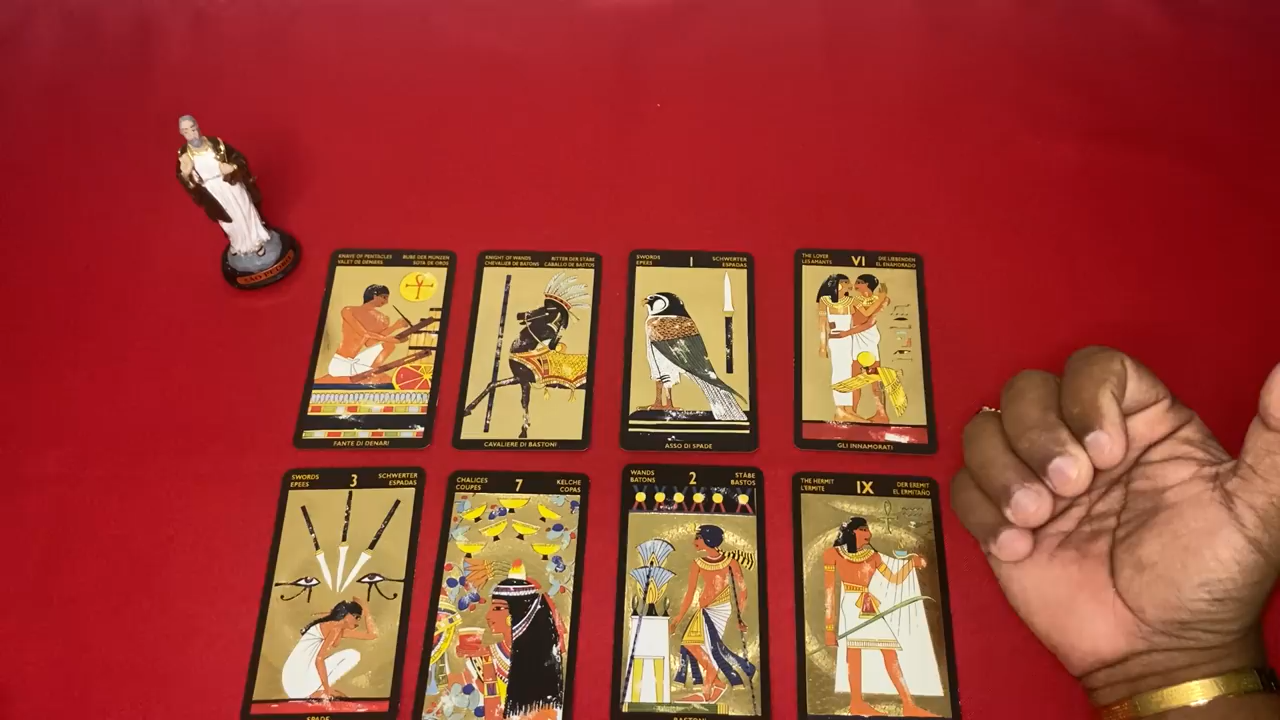 KNAVE OF PENTACLES
VALET DE DENIERS
BUBE DER MÜNZEN
SOTA DE OROS
FANTE DI DENARI
KNIGHT OF WANDS
CHEVALIER DE BATONS
RITTER DER STÄBE
CABALLO DE BASTOS
CAVALIERE DI BASTONI
SWORDS
EPEES
I
SCHWERTER
ESPADAS
ASSO DI SPADE
THE LOVER
LES AMANTS
VI
DIE LIEBENDEN
EL ENAMORADO
GLI INNAMORATI
SWORDS
EPEES
3
SCHWERTER
ESPADAS
SPADE
CHALICES
COUPES
7
KELCHE
COPAS
WANDS
BATONS
2
STÄBE
BASTOS
BASTONI
THE HERMIT
L'ERMITE
IX
DER EREMIT
EL ERMITAÑO
SÃO PEDRO